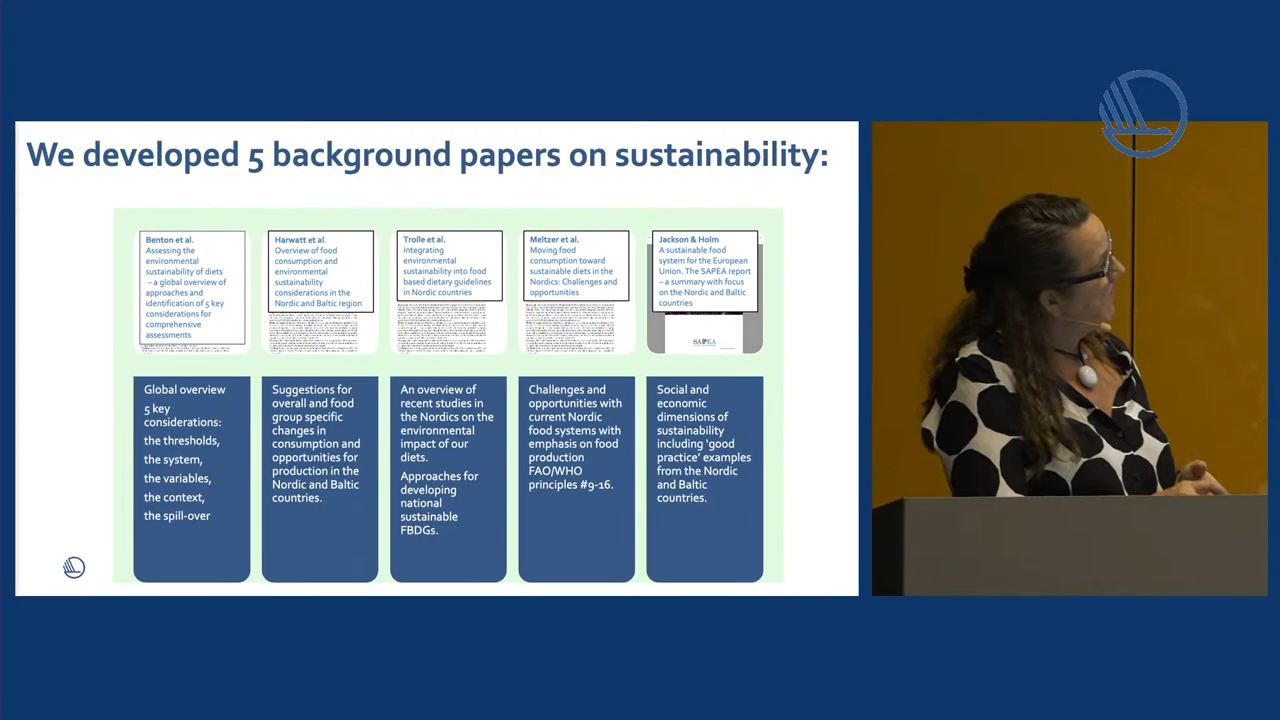 We developed 5 background papers on sustainability:
Benton et al.
Assessing the
environmental
sustainability of diets
– a global overview of
approaches and
identification of 5 key
considerations for
comprehensive
assessments
Harwatt et al.
Overview of food
consumption and
environmental
sustainability
considerations in the
Nordic and Baltic region
Trolle et al.
Integrating
environmental
sustainability into food
based dietary guidelines
in Nordic countries
Meltzer et al.
Moving food
consumption toward
sustainable diets in the
Nordics: Challenges and
opportunities
Jackson & Holm
A sustainable food
system for the European
Union. The SAPEA report
– a summary with focus
on the Nordic and Baltic
countries
SAPEA
Global overview
5 key
considerations:
the thresholds,
the system,
the variables,
the context,
the spill-over
Suggestions for
overall and food
group specific
changes in
consumption and
opportunities for
production in the
Nordic and Baltic
countries.
An overview of
recent studies in
the Nordics on the
environmental
impact of our
diets.
Approaches for
developing
national
sustainable
FBDGs.
Challenges and
opportunities with
current Nordic
food systems with
emphasis on food
production
FAO/WHO
principles #9-16.
Social and
economic
dimensions of
sustainability
including ‘good
practice’ examples
from the Nordic
and Baltic
countries.